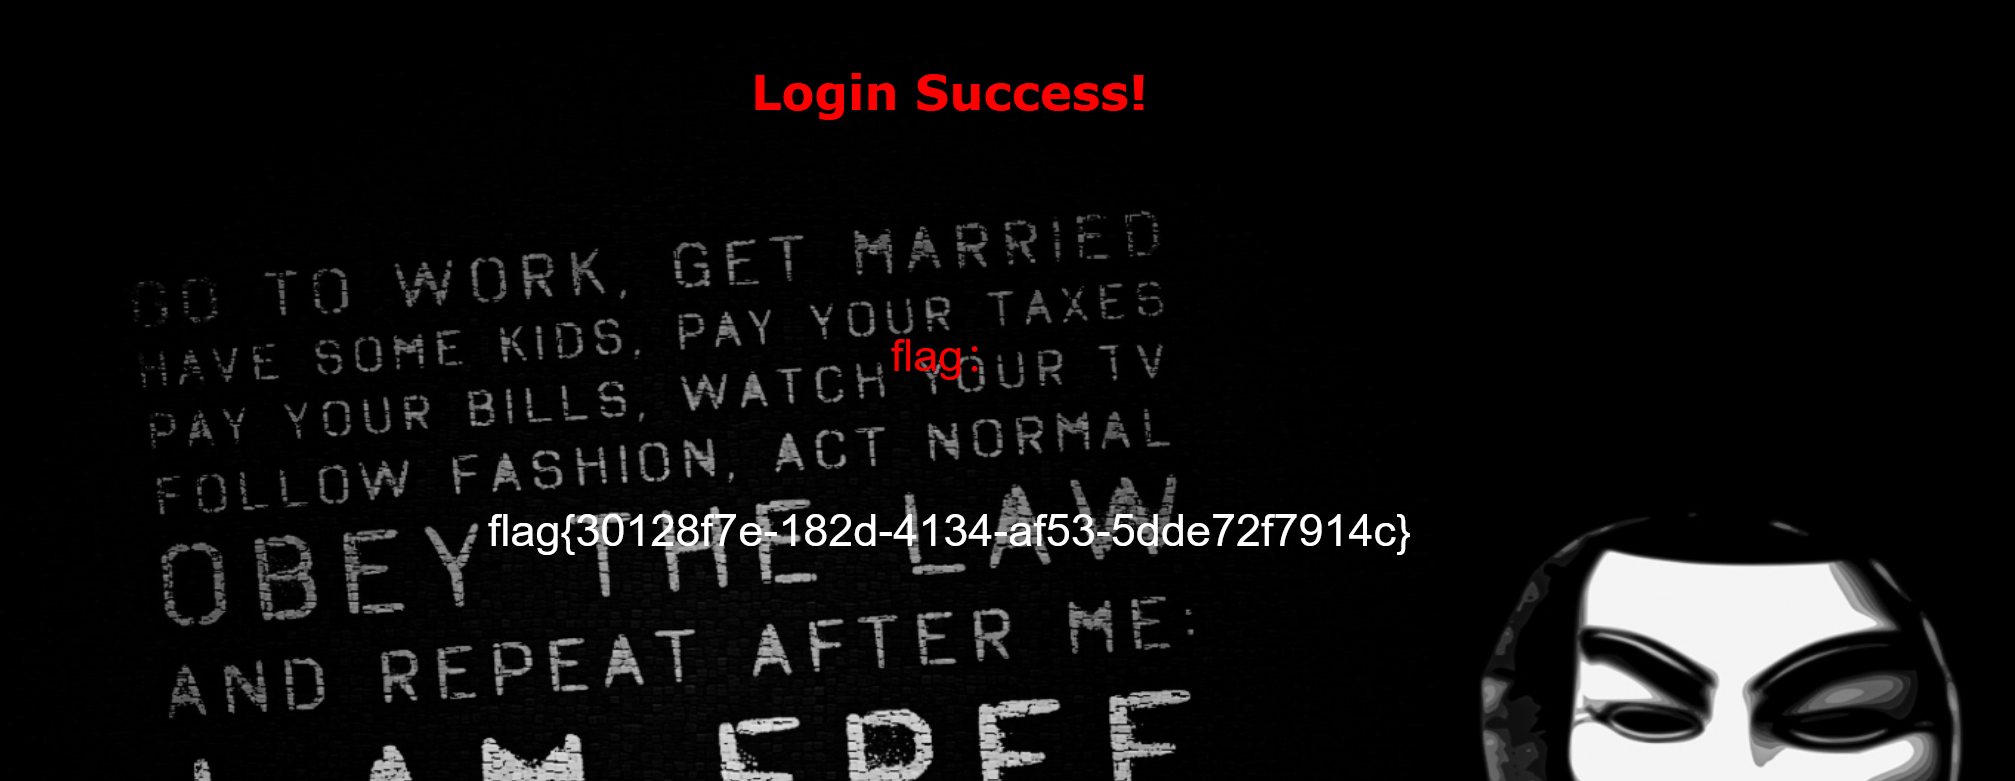 Login Success!
GO TO WORK, GET MARRIED
HAVE SOME KIDS, PAY YOUR TAXES
flag:
PAY YOUR BILLS, WATCH YOUR TV
FOLLOW FASHION, ACT NORMAL
flag{30128f7e-182d-4134-af53-5dde72f7914c}
OBEY THE LAW
AND REPEAT AFTER ME:
I AM FREE